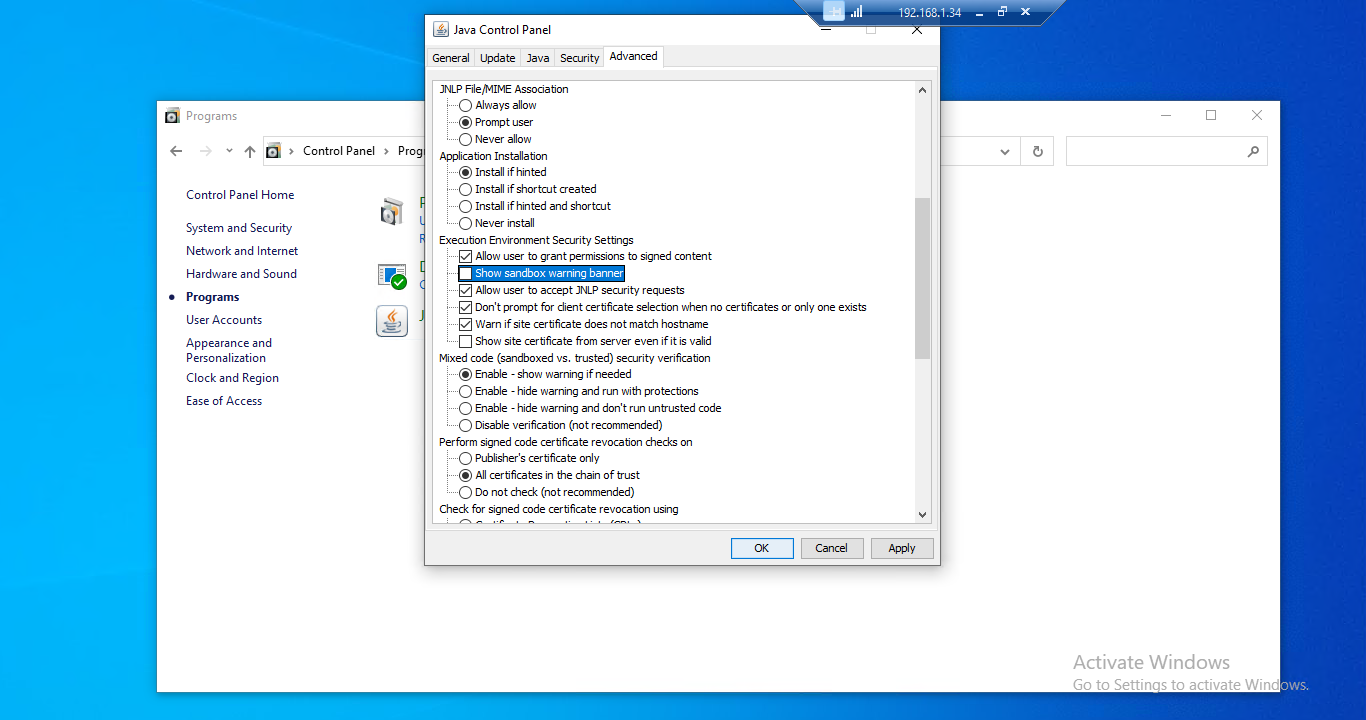 192.168.1.34
Java Control Panel
General Update Java Security Advanced
JNLP File/MIME Association
Always allow
Prompt user
Never allow
Application Installation
Install if hinted
Install if shortcut created
Install if hinted and shortcut
Never install
Execution Environment Security Settings
Allow user to grant permissions to signed content
Show sandbox warning banner
Allow user to accept JNLP security requests
Don't prompt for client certificate selection when no certificates or only one exists
Warn if site certificate does not match hostname
Show site certificate from server even if it is valid
Mixed code (sandboxed vs. trusted) security verification
Enable - show warning if needed
Enable - hide warning and run with protections
Enable - hide warning and don't run untrusted code
Disable verification (not recommended)
Perform signed code certificate revocation checks on
Publisher's certificate only
All certificates in the chain of trust
Do not check (not recommended)
Check for signed code certificate revocation using
OK Cancel Apply
Programs
Control Panel
Control Panel Home
System and Security
Network and Internet
Hardware and Sound
Programs
User Accounts
Appearance and
Personalization
Clock and Region
Ease of Access
Activate Windows
Go to Settings to activate Windows.